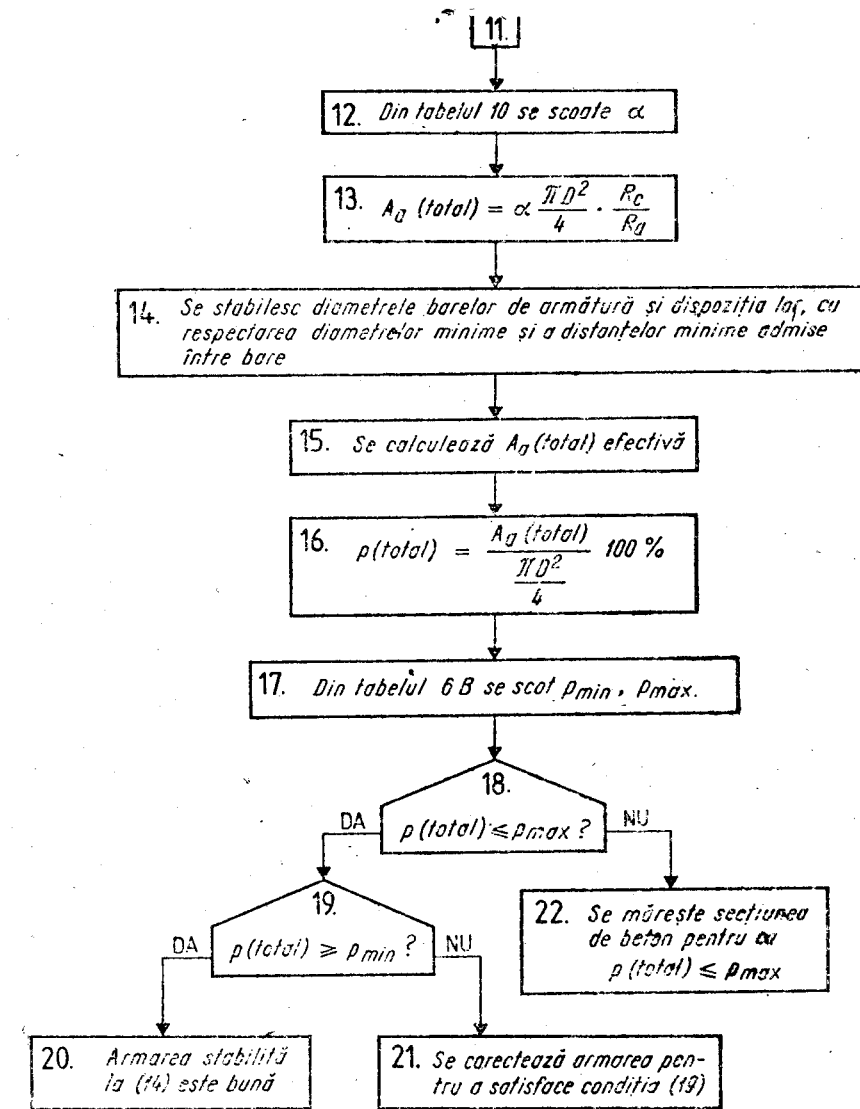 11.
12. Din tabelul 10 se scoate α
13. Aa (total) = α πD²/4 · Rc/Ra
14. Se stabilesc diametrele barelor de armătură și dispoziția lor, cu
respectarea diametrelor minime și a distanțelor minime admise
între bare
15. Se calculează Aa (total) efectivă
16. p(total) = Aa (total) / (πD²/4) 100 %
17. Din tabelul 6 B se scot pmin, pmax.
18.
DA p (total) ≤ pmax ? NU
19.
DA p (total) ≥ pmin ? NU
22. Se mărește secțiunea
de beton pentru ca
p (total) ≤ pmax
20. Armarea stabilită
la (14) este bună
21. Se corectează armarea pen-
tru a satisface condiția (19)